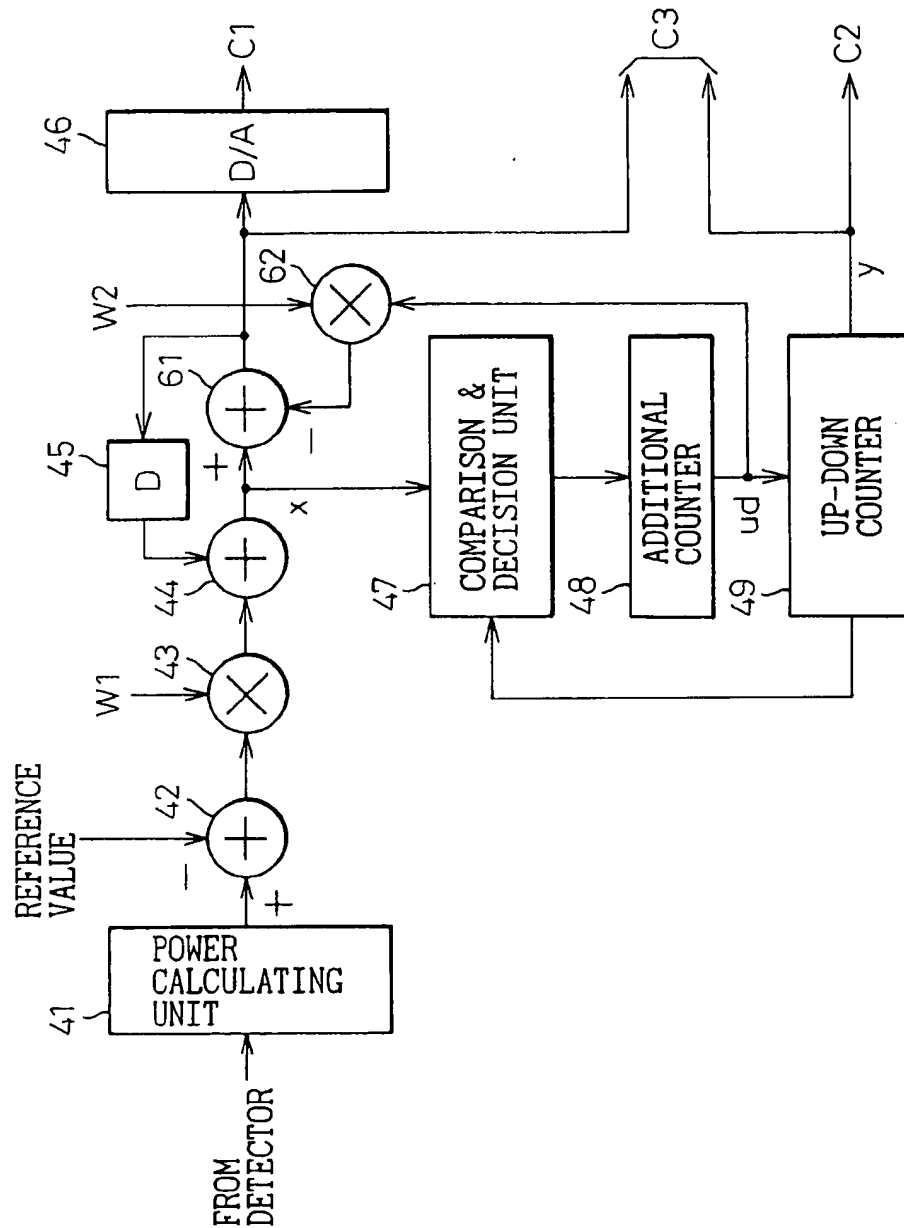 FROM
DETECTOR
41
POWER
CALCULATING
UNIT
REFERENCE
VALUE
−
+
42
+
W1
43
×
44
+
45
D
x
+
−
61
+
W2
62
×
46
D/A
C1
47
COMPARISON &
DECISION UNIT
48
ADDITIONAL
COUNTER
ud
49
UP-DOWN
COUNTER
y
C3
C2